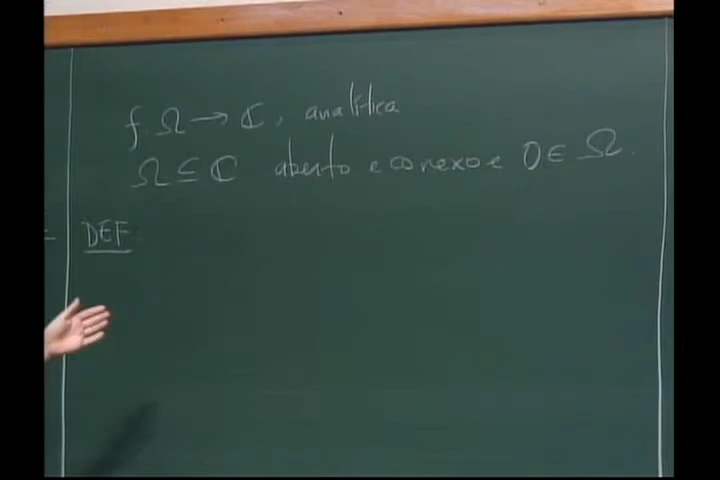 f: Ω → ℂ, analítica
Ω ⊆ ℂ aberto e conexo e 0 ∈ Ω.
DEF